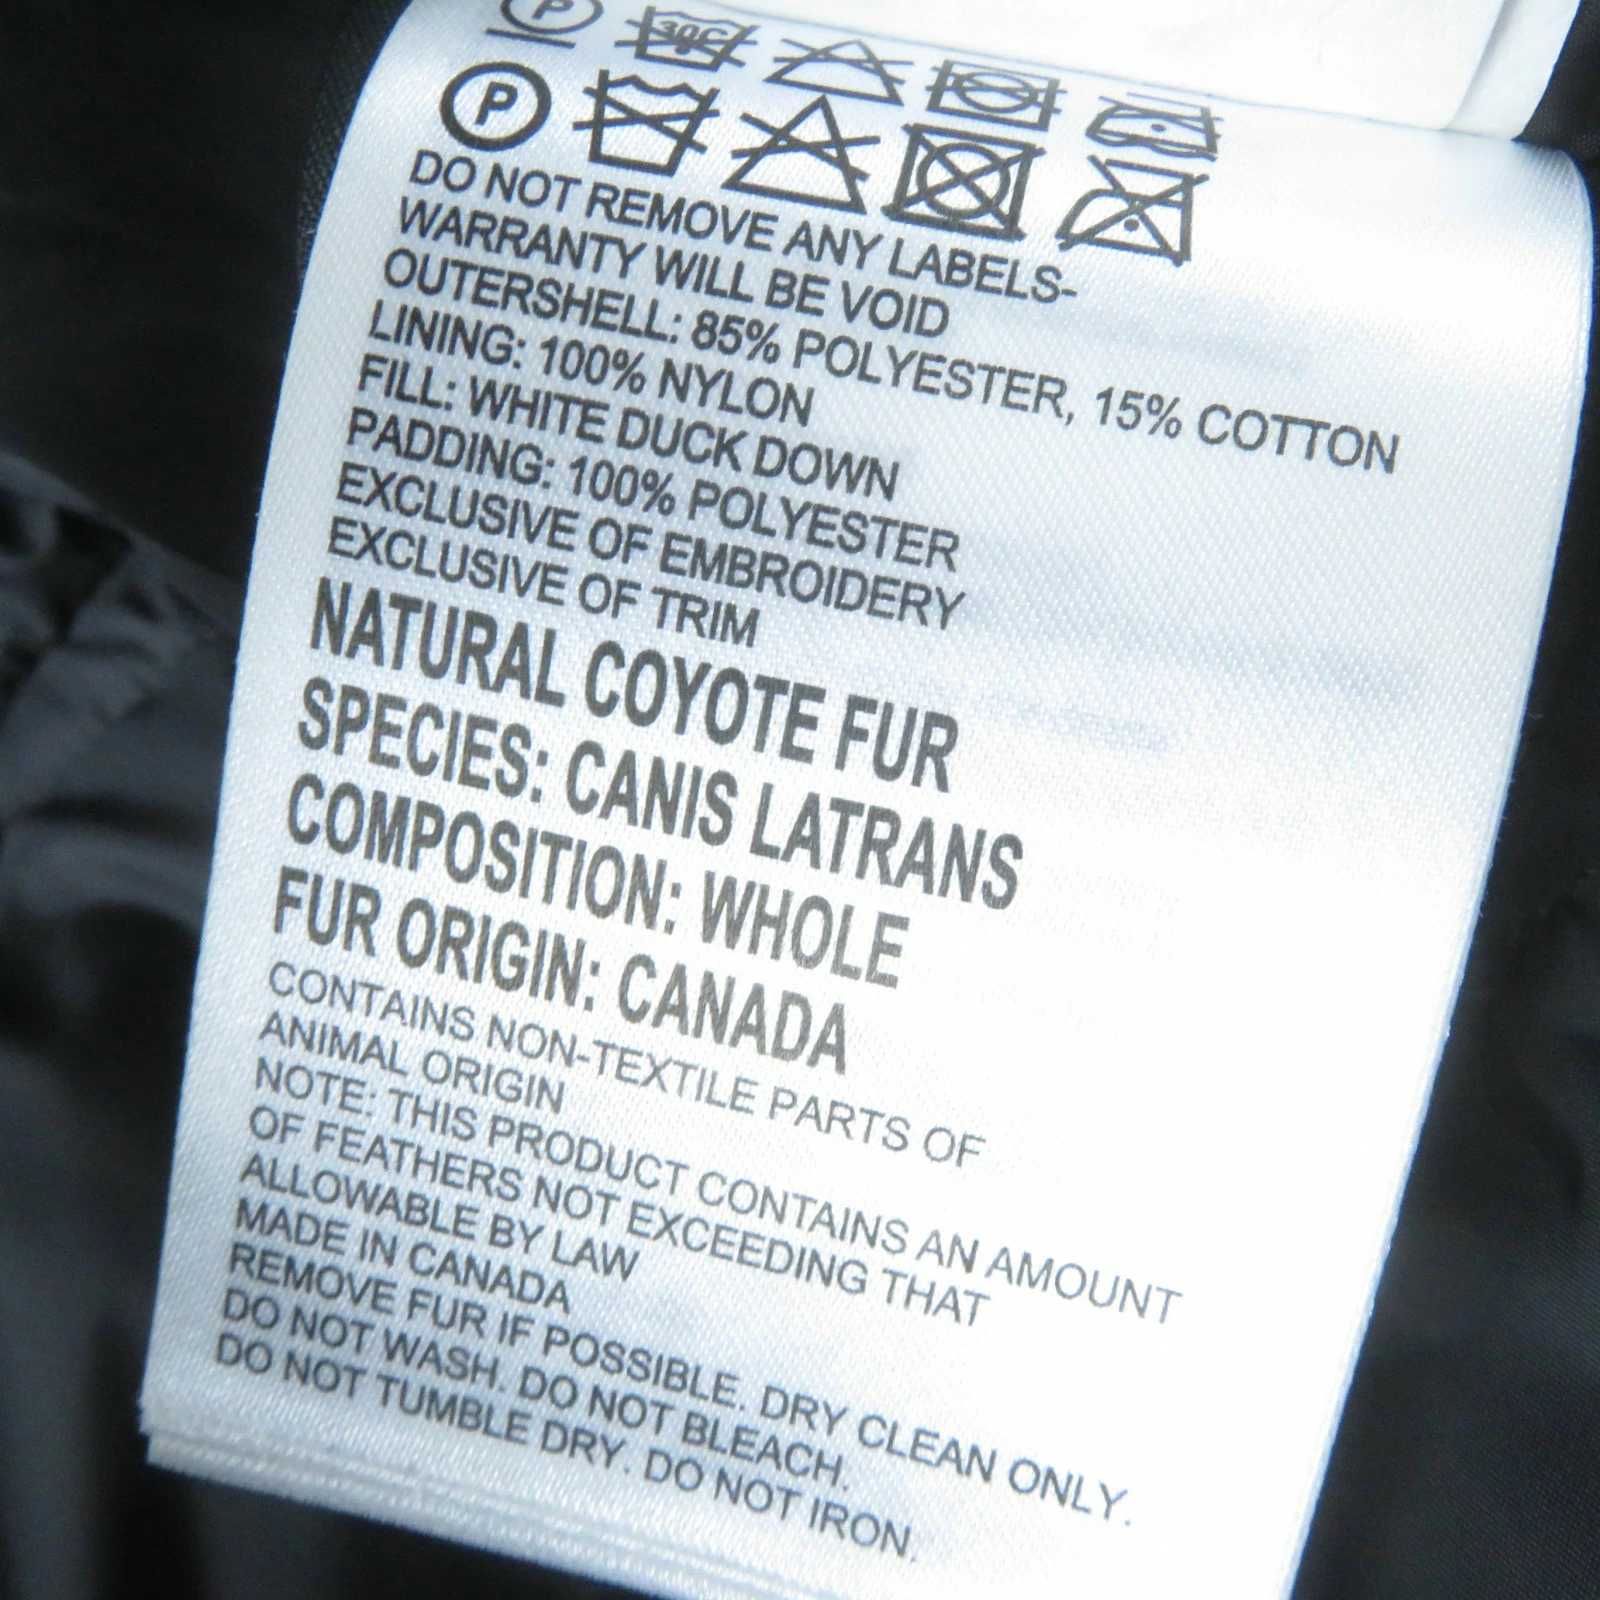 P
30C
P
DO NOT REMOVE ANY LABELS-
WARRANTY WILL BE VOID
OUTERSHELL: 85% POLYESTER, 15% COTTON
LINING: 100% NYLON
FILL: WHITE DUCK DOWN
PADDING: 100% POLYESTER
EXCLUSIVE OF EMBROIDERY
EXCLUSIVE OF TRIM
NATURAL COYOTE FUR
SPECIES: CANIS LATRANS
COMPOSITION: WHOLE
FUR ORIGIN: CANADA
CONTAINS NON-TEXTILE PARTS OF
ANIMAL ORIGIN
NOTE: THIS PRODUCT CONTAINS AN AMOUNT
OF FEATHERS NOT EXCEEDING THAT
ALLOWABLE BY LAW
MADE IN CANADA
REMOVE FUR IF POSSIBLE. DRY CLEAN ONLY.
DO NOT WASH. DO NOT BLEACH.
DO NOT TUMBLE DRY. DO NOT IRON.